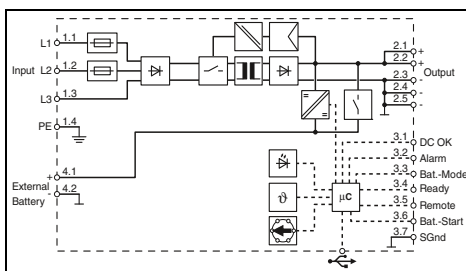 L1 1.1
Input L2 1.2
L3 1.3
PE 1.4
+ 4.1
External
Battery - 4.2
2.1 +
2.2 +
2.3 - Output
2.4 -
2.5 -
3.1 DC OK
3.2 Alarm
3.3 Bat.-Mode
3.4 Ready
3.5 Remote
3.6 Bat.-Start
3.7 SGnd
= =
ϑ
µC